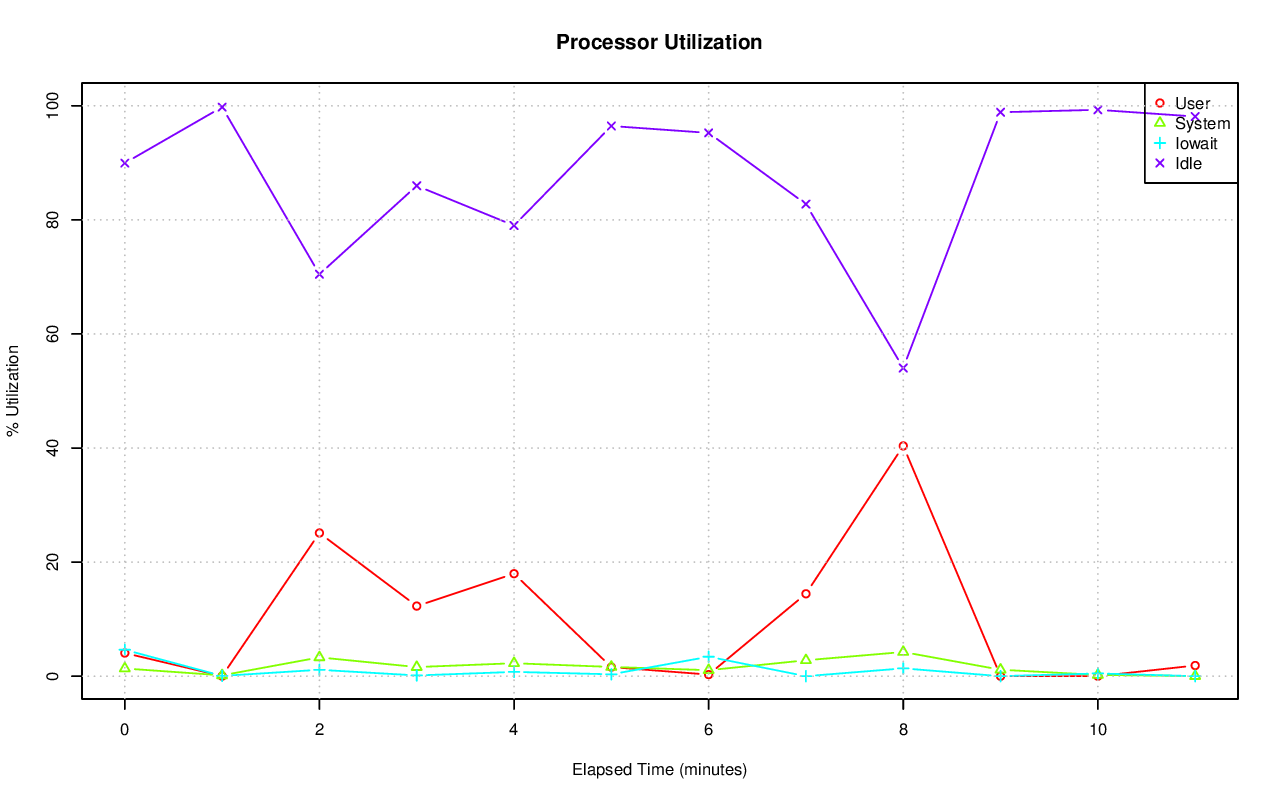 Processor Utilization
User
System
Iowait
Idle
100
80
60
40
20
0
% Utilization
0 2 4 6 8 10
Elapsed Time (minutes)